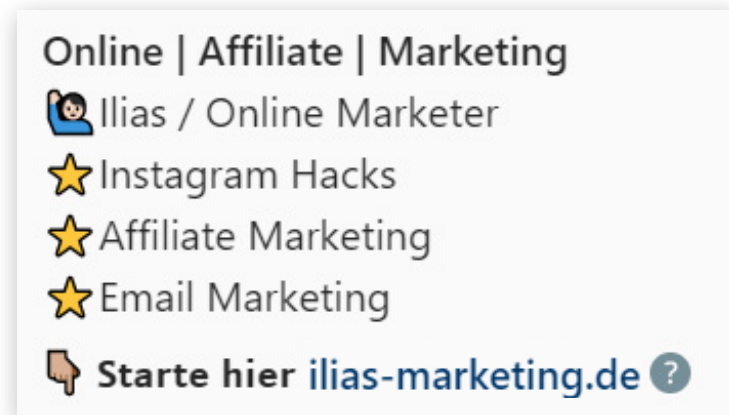 Online | Affiliate | Marketing
🙋🏻‍♂️Ilias / Online Marketer
⭐Instagram Hacks
⭐Affiliate Marketing
⭐Email Marketing
👇🏽 Starte hier ilias-marketing.de ?